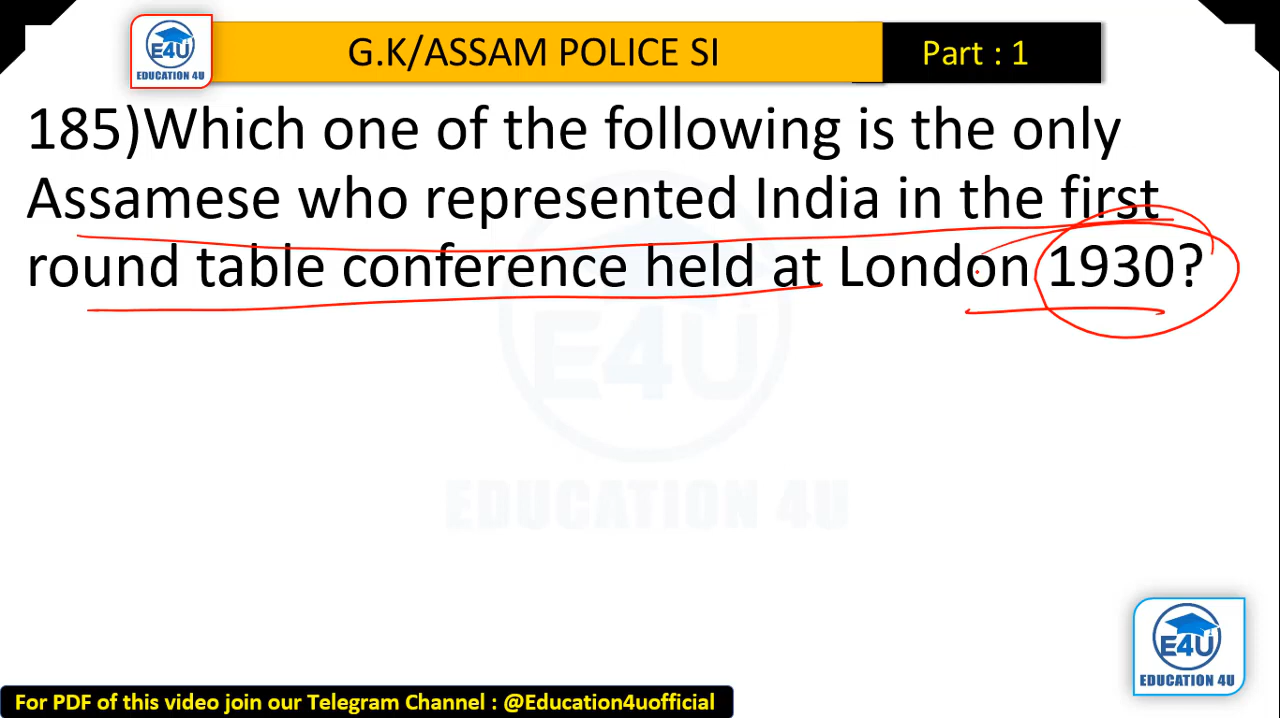 E4U
EDUCATION 4U
G.K/ASSAM POLICE SI
Part : 1
185)Which one of the following is the only
Assamese who represented India in the first
round table conference held at London 1930?
E4U
EDUCATION 4U
E4U
EDUCATION 4U
For PDF of this video join our Telegram Channel : @Education4uofficial